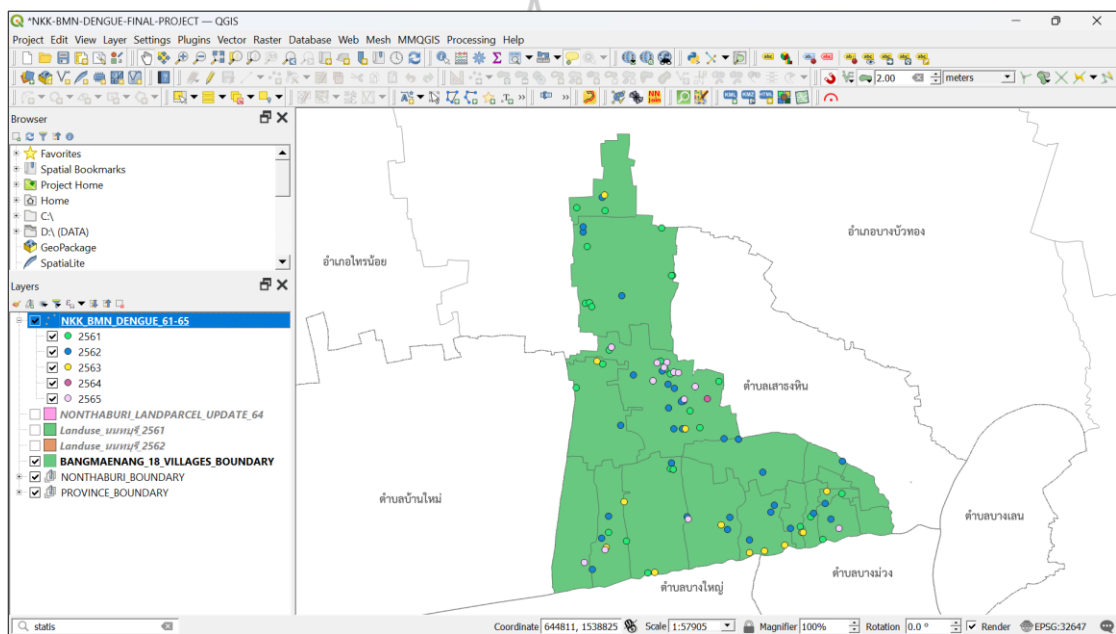 *NKK-BMN-DENGUE-FINAL-PROJECT — QGIS
Project Edit View Layer Settings Plugins Vector Raster Database Web Mesh MMQGIS Processing Help
2.00 meters
Browser
Favorites
Spatial Bookmarks
Project Home
Home
C:\
D:\ (DATA)
GeoPackage
SpatiaLite
Layers
NKK_BMN_DENGUE_61-65
2561
2562
2563
2564
2565
NONTHABURI_LANDPARCEL_UPDATE_64
Landuse_นนทบุรี_2561
Landuse_นนทบุรี_2562
BANGMAENANG_18_VILLAGES_BOUNDARY
NONTHABURI_BOUNDARY
PROVINCE_BOUNDARY
อำเภอบางบัวทอง
อำเภอไทรน้อย
ตำบลเสาธงหิน
ตำบลบ้านใหม่
ตำบลบางเลน
ตำบลบางม่วง
ตำบลบางใหญ่
statis
Coordinate 644811, 1538825 Scale 1:57905 Magnifier 100% Rotation 0.0 ° Render EPSG:32647